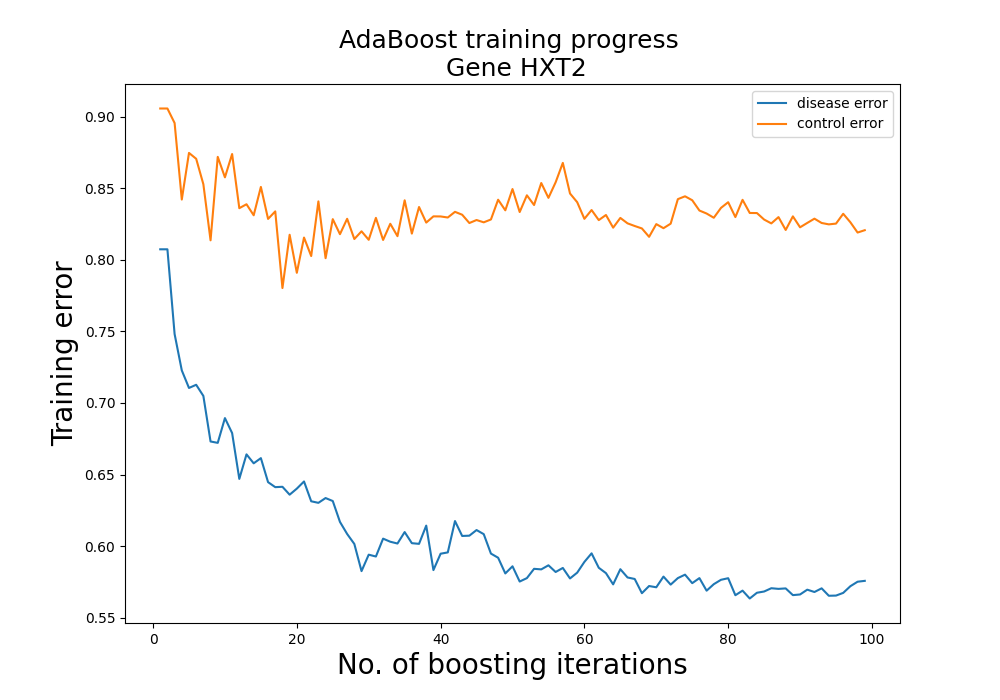 AdaBoost training progress
Gene HXT2
disease error
control error
0.90
0.85
0.80
0.75
0.70
0.65
0.60
0.55
Training error
0 20 40 60 80 100
No. of boosting iterations